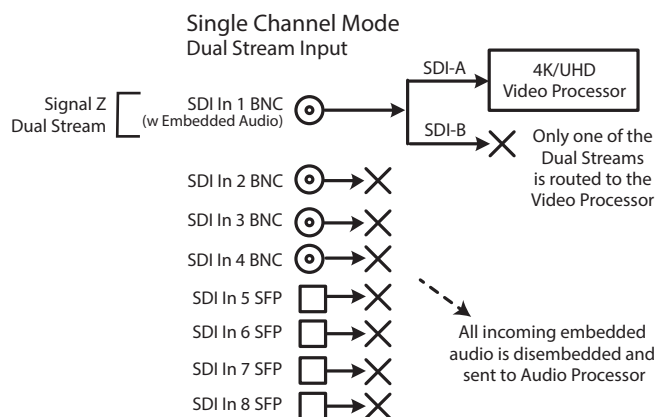 Single Channel Mode
Dual Stream Input
Signal Z
Dual Stream
SDI In 1 BNC
(w Embedded Audio)
SDI-A
4K/UHD
Video Processor
SDI-B
Only one of the
Dual Streams
is routed to the
Video Processor
SDI In 2 BNC
SDI In 3 BNC
SDI In 4 BNC
SDI In 5 SFP
SDI In 6 SFP
SDI In 7 SFP
SDI In 8 SFP
All incoming embedded
audio is disembedded and
sent to Audio Processor